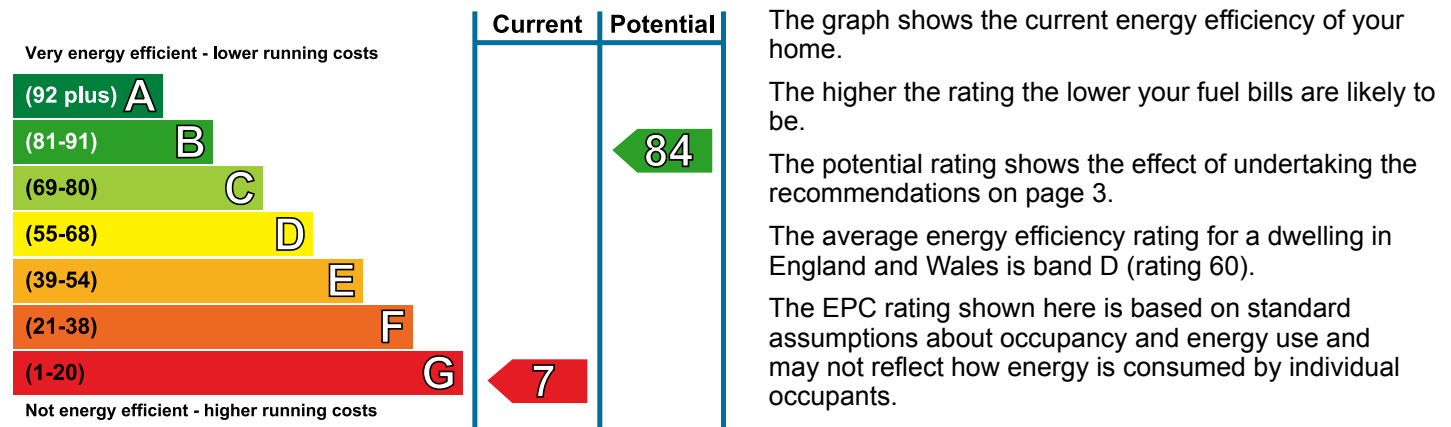 Current Potential
Very energy efficient - lower running costs
(92 plus) A
(81-91) B
84
(69-80) C
(55-68) D
(39-54) E
(21-38) F
(1-20) G
7
Not energy efficient - higher running costs
The graph shows the current energy efficiency of your
home.
The higher the rating the lower your fuel bills are likely to
be.
The potential rating shows the effect of undertaking the
recommendations on page 3.
The average energy efficiency rating for a dwelling in
England and Wales is band D (rating 60).
The EPC rating shown here is based on standard
assumptions about occupancy and energy use and
may not reflect how energy is consumed by individual
occupants.